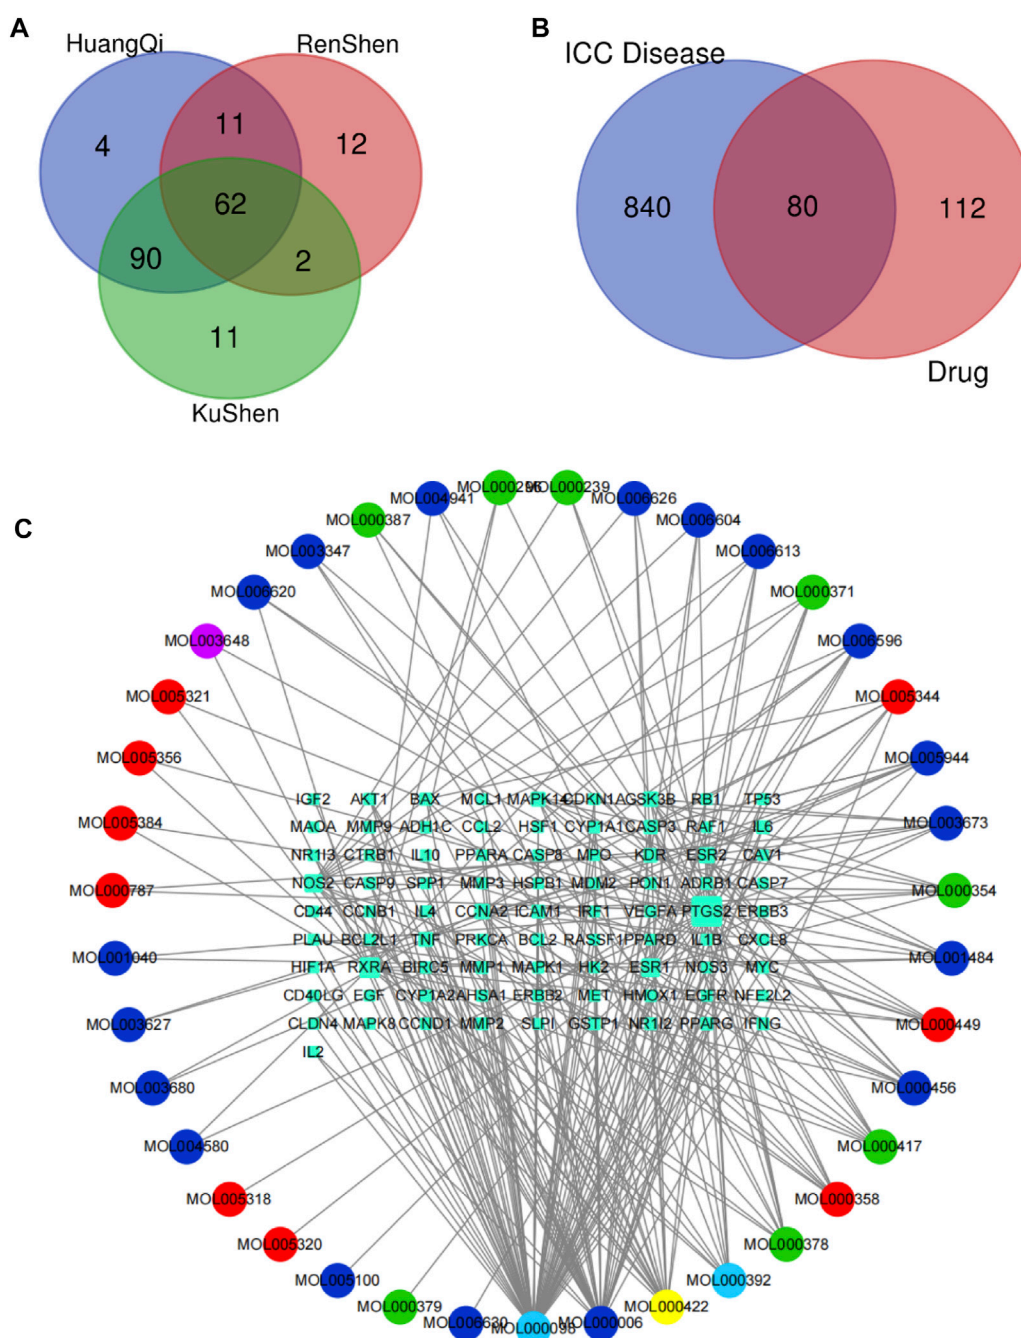 A
HuangQi
RenShen
4
11
12
62
90
2
11
KuShen
B
ICC Disease
840
80
112
Drug
C
MOL004941
MOL000239
MOL006626
MOL000387
MOL006604
MOL003347
MOL006613
MOL006620
MOL000371
MOL003648
MOL006596
MOL005321
MOL005344
MOL005356
MOL005944
MOL005384
MOL003673
MOL000787
MOL000354
MOL001040
MOL001484
MOL003627
MOL000449
MOL003680
MOL000456
MOL004580
MOL000417
MOL005318
MOL000358
MOL005320
MOL000378
MOL005100
MOL000392
MOL000379
MOL000422
MOL006630
MOL000098
MOL000006
IGF2 AKT1 BAX MCL1 MAPK14 CDKN1A GSK3B RB1 TP53
MAOA MMP9 ADH1C CCL2 HSF1 CYP1A1 CASP3 RAF1 IL6
NR1I3 CTRB1 IL10 PPARA CASP8 MPO KDR ESR2 CAV1
NOS2 CASP9 SPP1 MMP3 HSPB1 MDM2 PON1 ADRB1 CASP7
CD44 CCNB1 IL4 CCNA2 ICAM1 IRF1 VEGFA PTGS2 ERBB3
PLAU BCL2L1 TNF PRKCA BCL2 RASSF1 PPARD IL1B CXCL8
HIF1A RXRA BIRC5 MMP1 MAPK1 HK2 ESR1 NOS3 MYC
CD40LG EGF CYP1A2 AHSA1 ERBB2 MET HMOX1 EGFR NFE2L2
CLDN4 MAPK8 CCND1 MMP2 SLPI GSTP1 NR1I2 PPARG IFNG
IL2